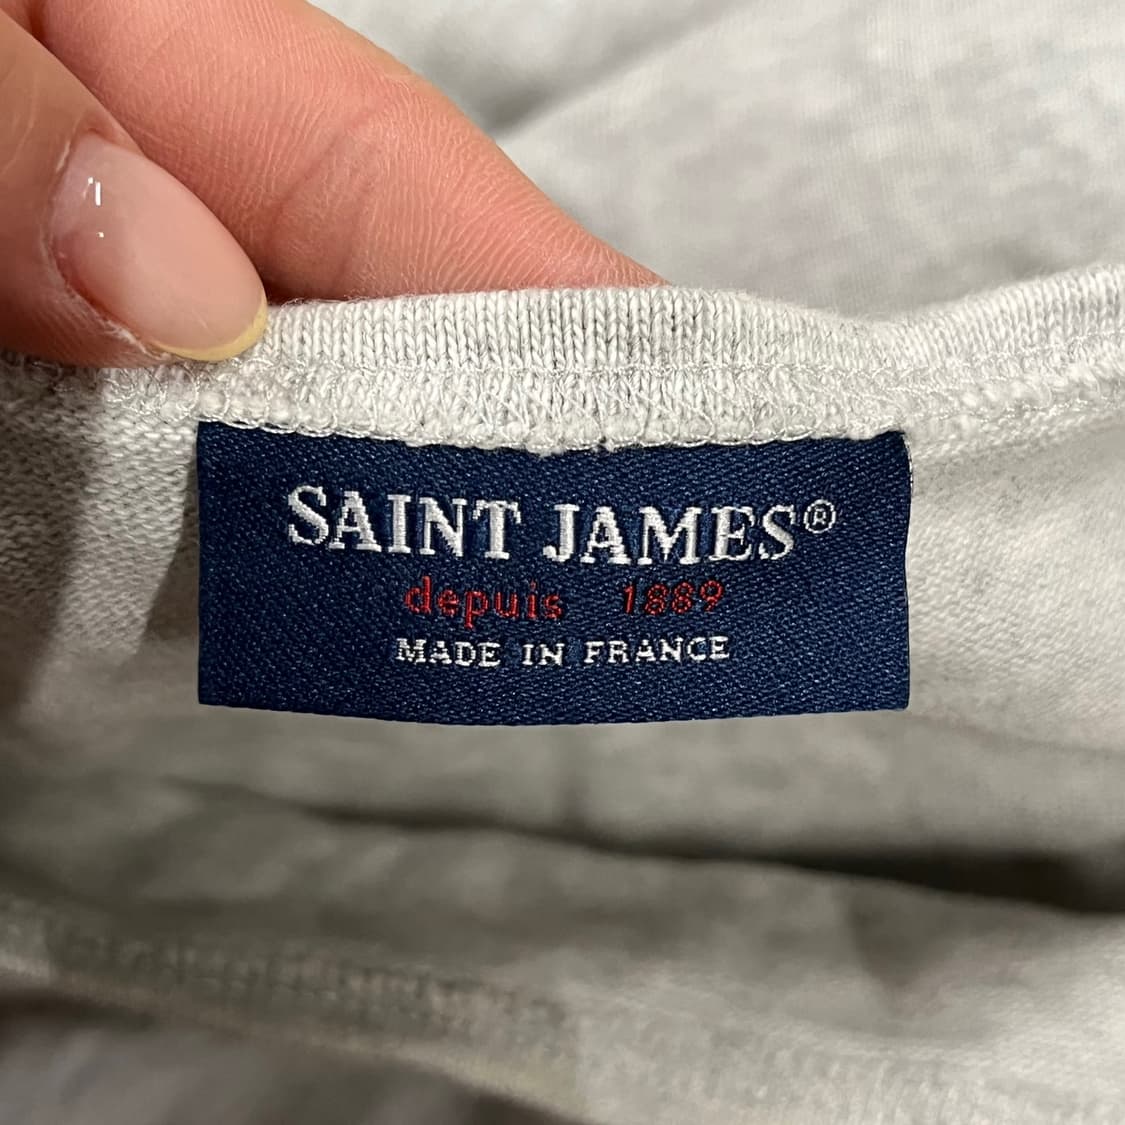 SAINT JAMES®
depuis 1889
MADE IN FRANCE